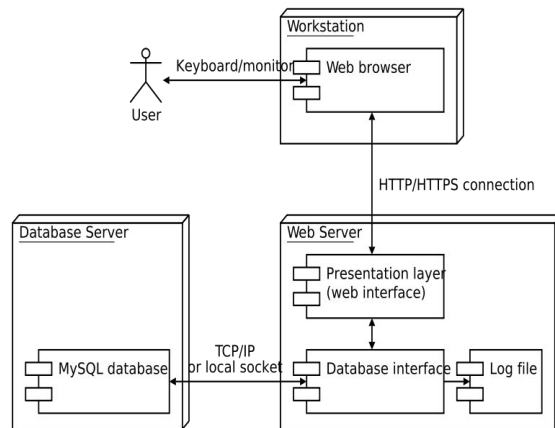 Workstation
Keyboard/monitor
Web browser
User
HTTP/HTTPS connection
Database Server
Web Server
Presentation layer
(web interface)
TCP/IP
or local socket
MySQL database
Database interface
Log file